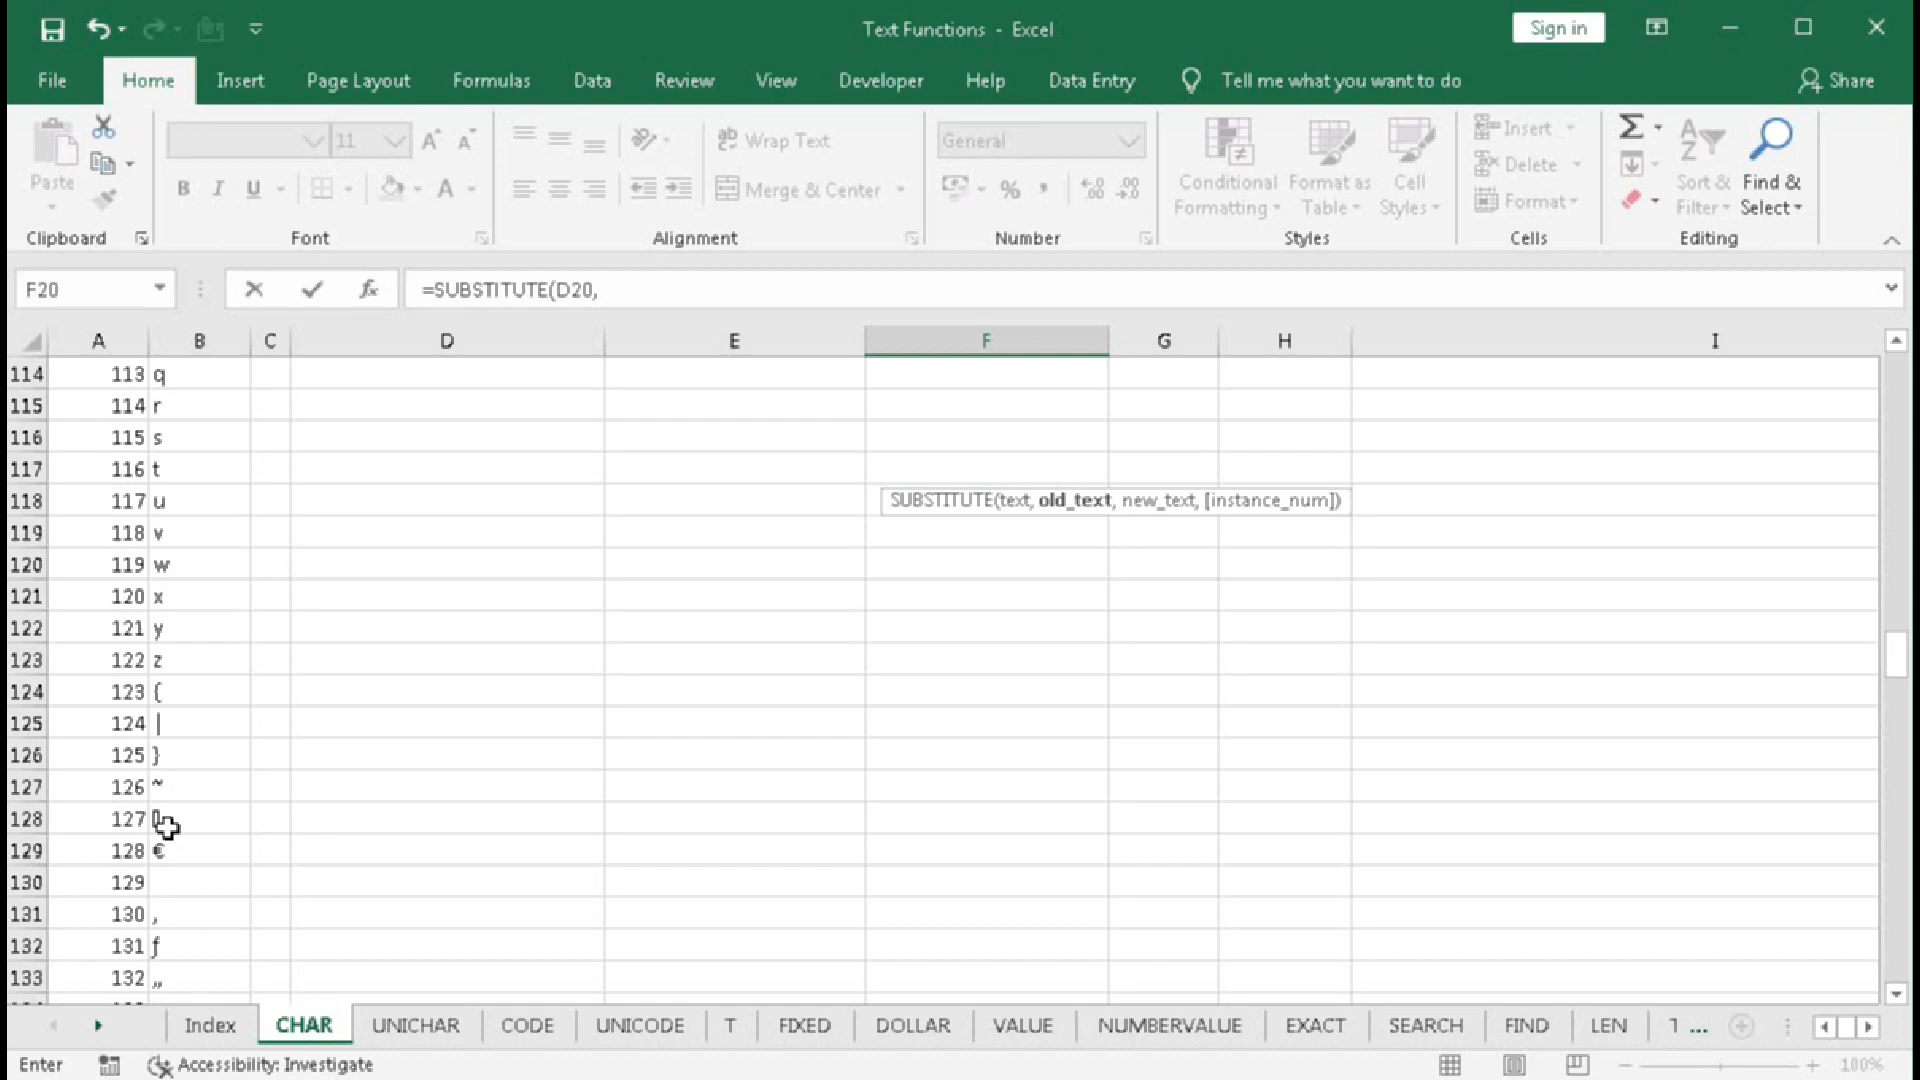 Text Functions - Excel
Sign in
File Home Insert Page Layout Formulas Data Review View Developer Help Data Entry Tell me what you want to do Share
Paste
11
Wrap Text
Merge & Center
General
Conditional Formatting
Format as Table
Cell Styles
Insert
Delete
Format
Sort & Filter
Find & Select
Clipboard Font Alignment Number Styles Cells Editing
F20 fx =SUBSTITUTE(D20,
A B C D E F G H I
114 113 q
115 114 r
116 115 s
117 116 t
118 117 u SUBSTITUTE(text, old_text, new_text, [instance_num])
119 118 v
120 119 w
121 120 x
122 121 y
123 122 z
124 123 {
125 124 |
126 125 }
127 126 ~
128 127
129 128 €
130 129
131 130 ‚
132 131 ƒ
133 132 „
Index CHAR UNICHAR CODE UNICODE T FIXED DOLLAR VALUE NUMBERVALUE EXACT SEARCH FIND LEN ...
Enter Accessibility: Investigate 100%